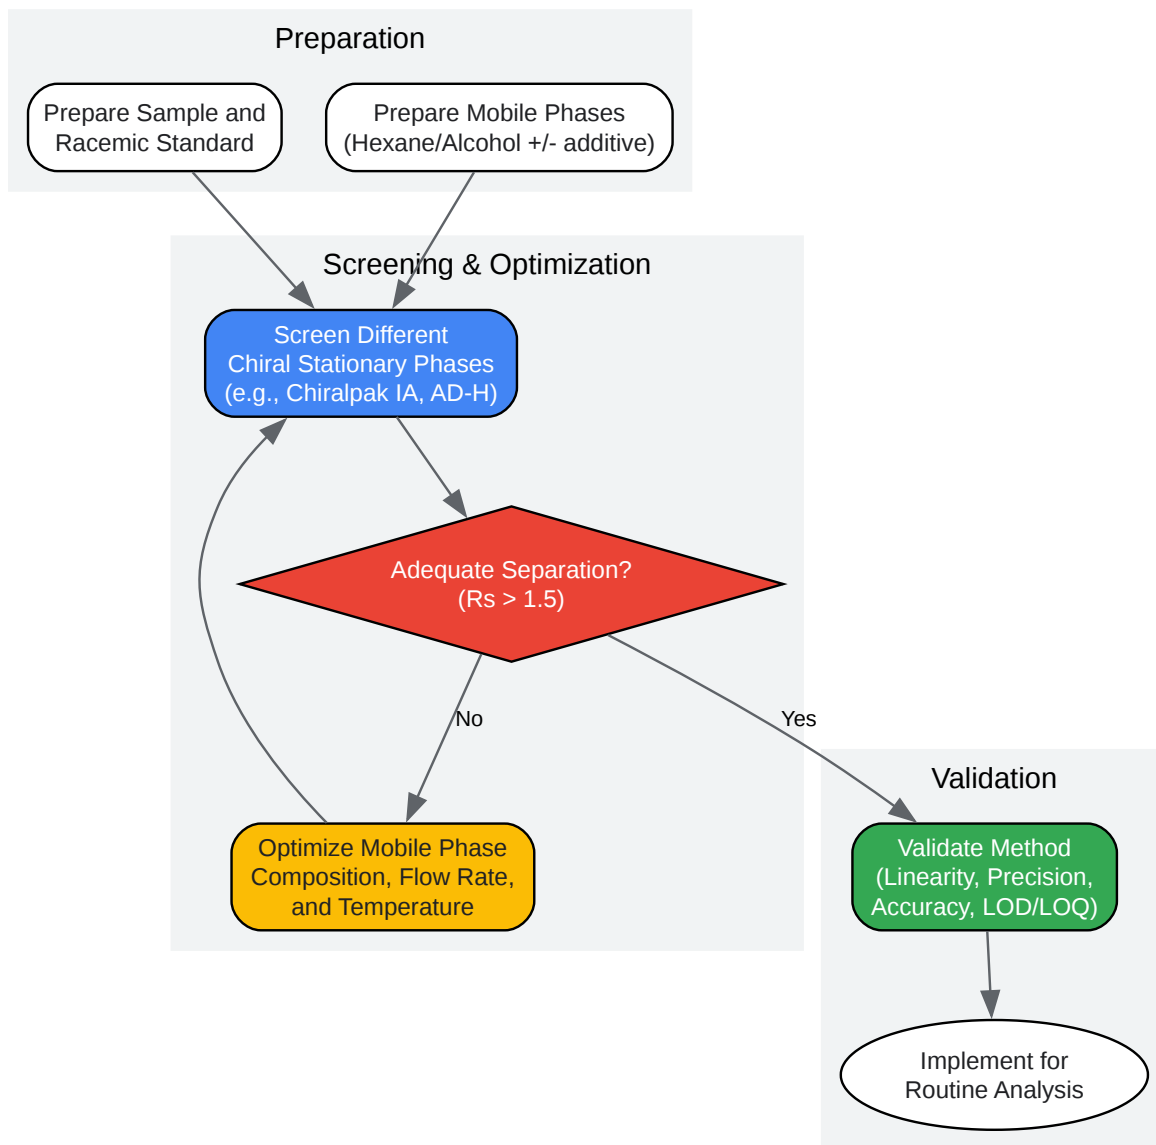 Preparation
Prepare Sample and
Racemic Standard
Prepare Mobile Phases
(Hexane/Alcohol +/- additive)
Screening & Optimization
Screen Different
Chiral Stationary Phases
(e.g., Chiralpak IA, AD-H)
Adequate Separation?
(Rs > 1.5)
No
Yes
Optimize Mobile Phase
Composition, Flow Rate,
and Temperature
Validation
Validate Method
(Linearity, Precision,
Accuracy, LOD/LOQ)
Implement for
Routine Analysis